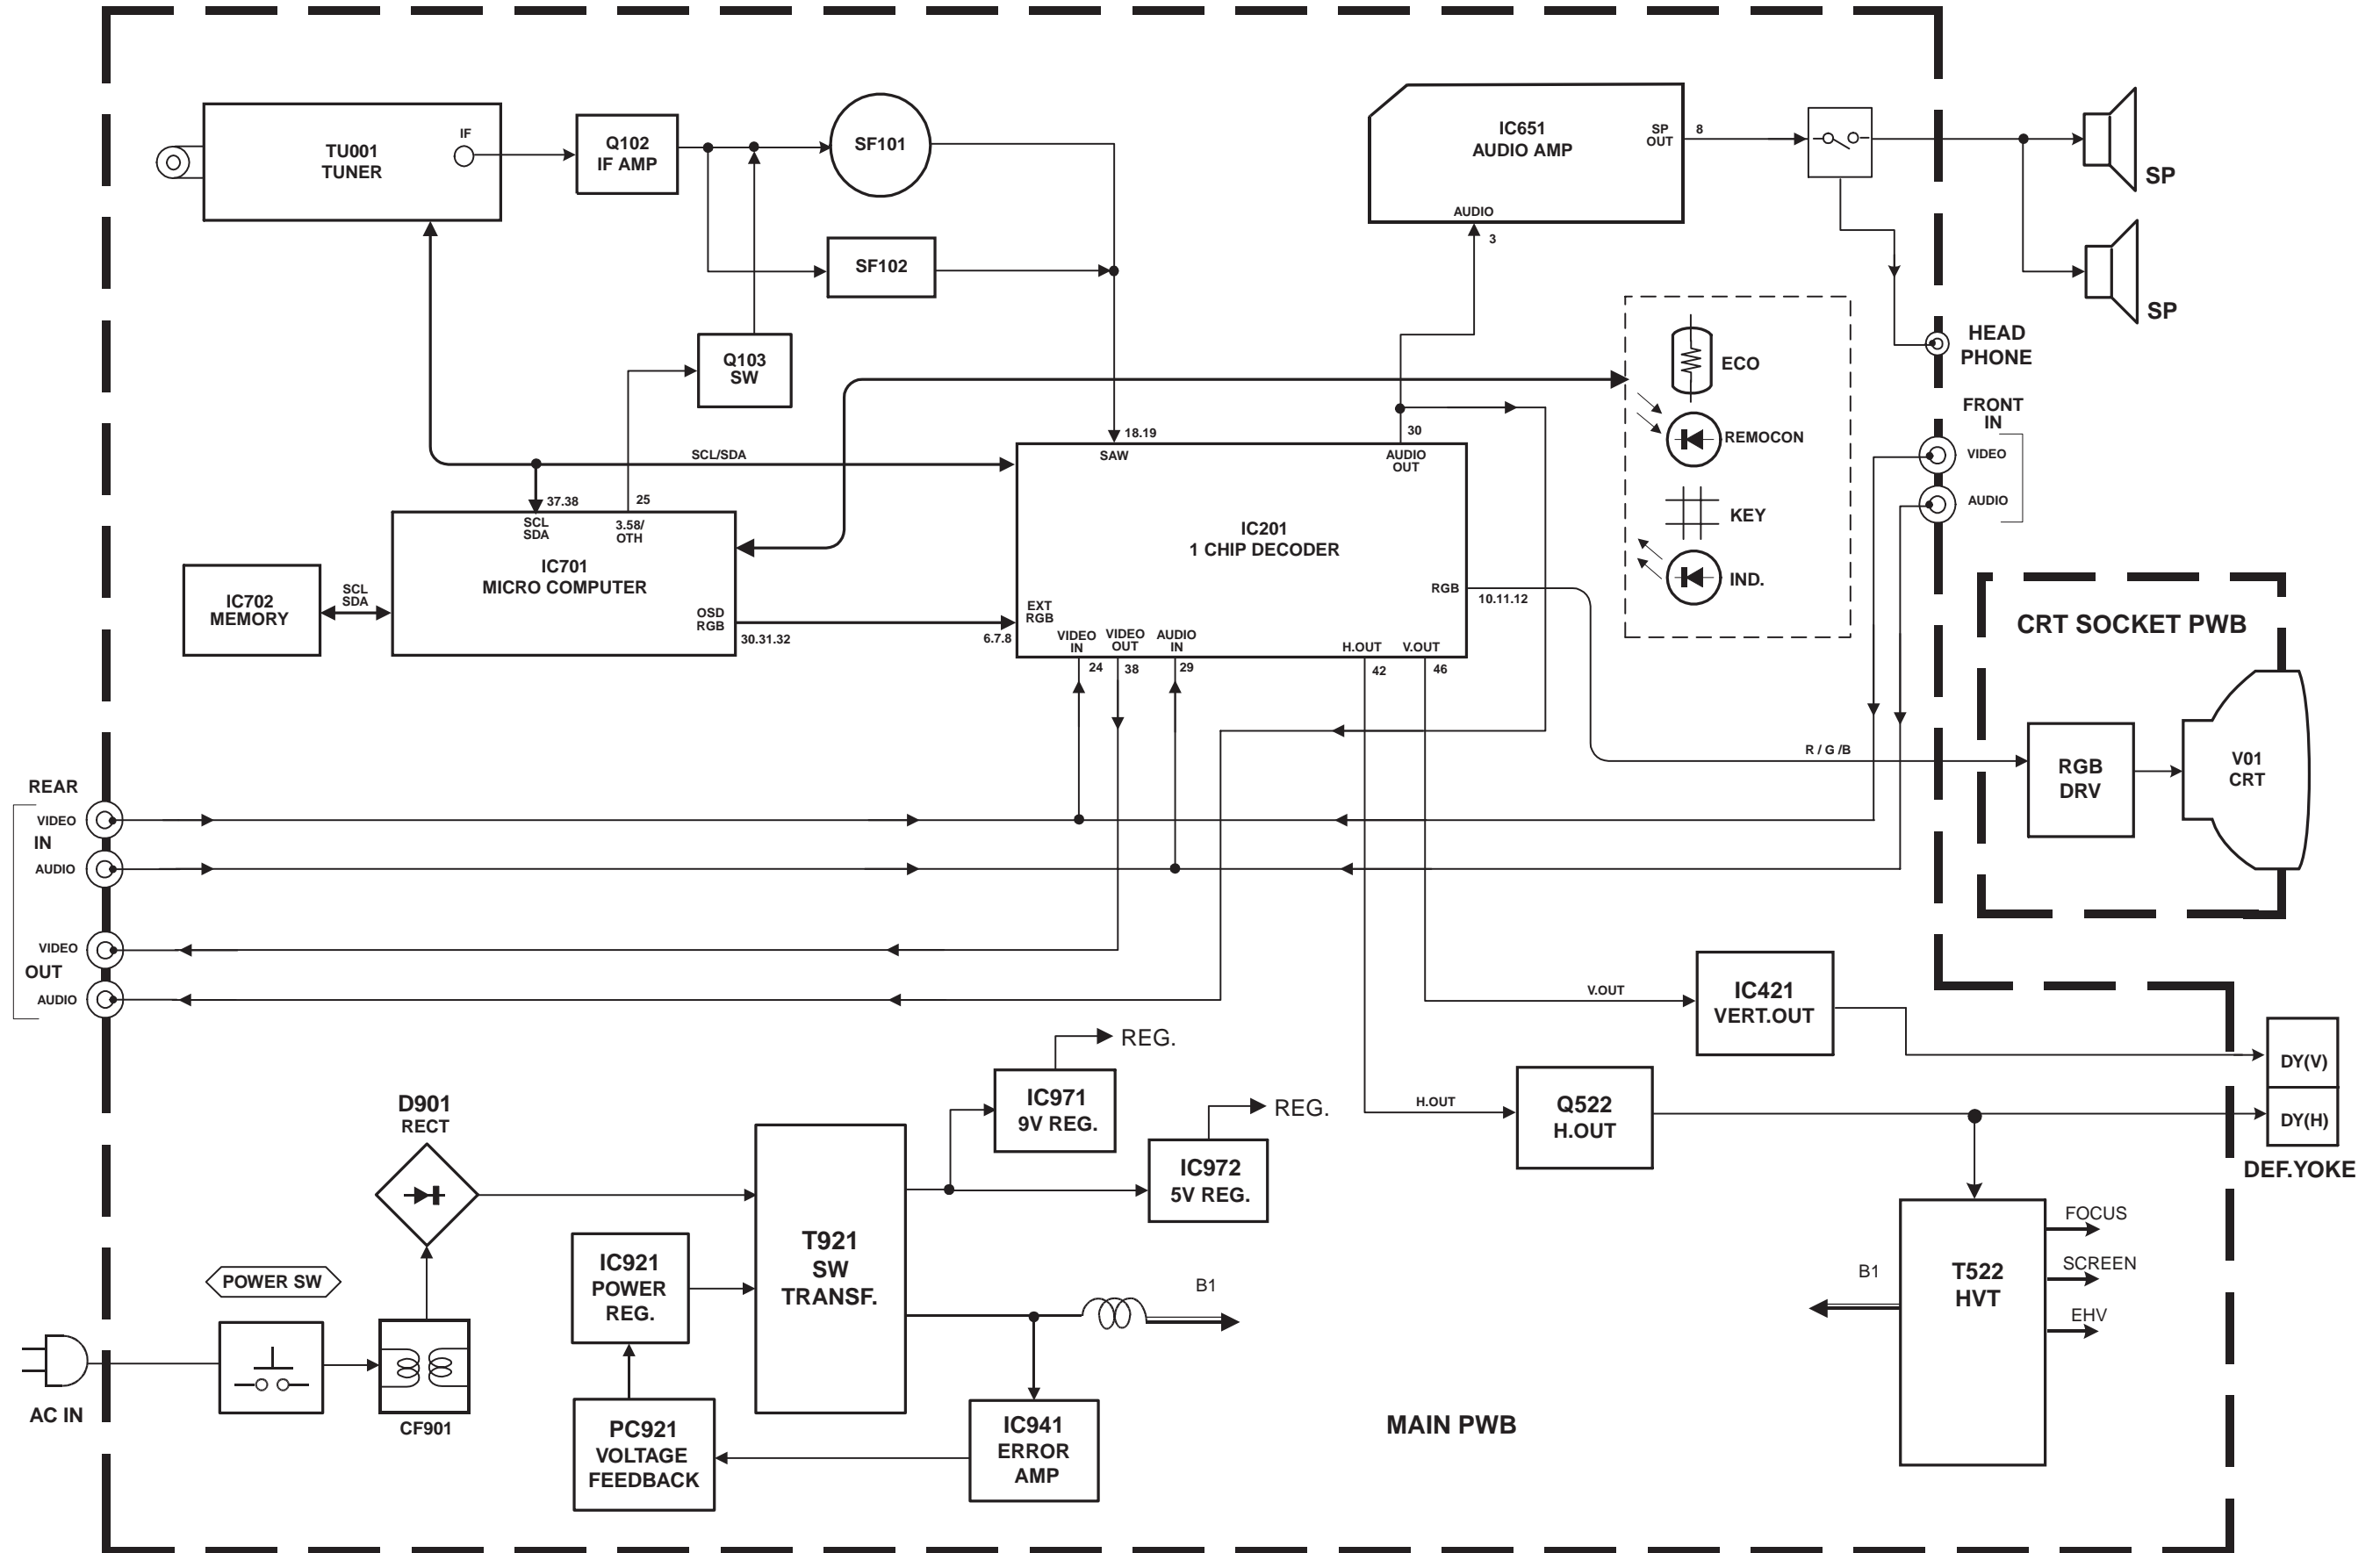 TU001
TUNER
IF
Q102
IF AMP
SF101
SF102
Q103
SW
IC651
AUDIO AMP
SP
OUT
8
AUDIO
3
SP
SP
HEAD
PHONE
FRONT
IN
VIDEO
AUDIO
ECO
REMOCON
KEY
IND.
SCL/SDA
18.19
SAW
30
AUDIO
OUT
IC201
1 CHIP DECODER
RGB
10.11.12
EXT
RGB
6.7.8
VIDEO
IN
24
VIDEO
OUT
38
AUDIO
IN
29
H.OUT
42
V.OUT
46
37.38
SCL
SDA
25
3.58/
OTH
IC701
MICRO COMPUTER
OSD
RGB
30.31.32
IC702
MEMORY
SCL
SDA
CRT SOCKET PWB
R / G /B
RGB
DRV
V01
CRT
REAR
VIDEO
IN
AUDIO
VIDEO
OUT
AUDIO
V.OUT
IC421
VERT.OUT
H.OUT
Q522
H.OUT
DY(V)
DY(H)
DEF.YOKE
REG.
IC971
9V REG.
REG.
IC972
5V REG.
D901
RECT
T921
SW
TRANSF.
IC921
POWER
REG.
POWER SW
AC IN
CF901
PC921
VOLTAGE
FEEDBACK
IC941
ERROR
AMP
B1
MAIN PWB
B1
T522
HVT
FOCUS
SCREEN
EHV